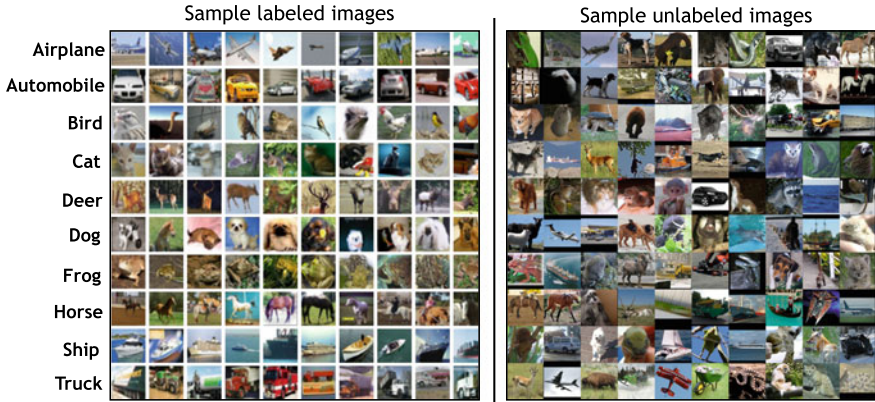 Sample labeled images
Sample unlabeled images
Airplane
Automobile
Bird
Cat
Deer
Dog
Frog
Horse
Ship
Truck